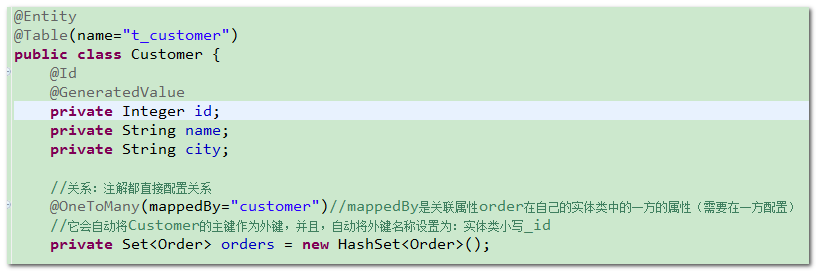 @Entity
@Table(name="t_customer")
public class Customer {
@Id
@GeneratedValue
private Integer id;
private String name;
private String city;
//关系：注解都直接配置关系
@OneToMany(mappedBy="customer")//mappedBy是关联属性order在自己的实体类中的一方的属性（需要在一方配置）
//它会自动将Customer的主键作为外键，并且，自动将外键名称设置为：实体类小写_id
private Set<Order> orders = new HashSet<Order>();